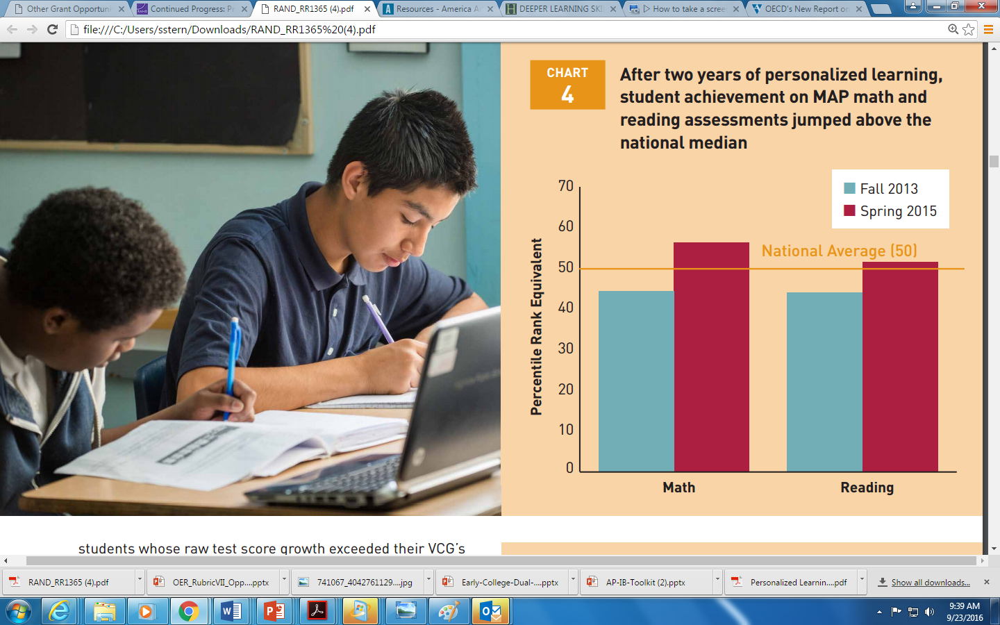 Other Grant Opportun
Continued Progress: P
RAND_RR1365 (4).pdf
Resources - America A
DEEPER LEARNING SKI
How to take a scree
OECD's New Report on
file:///C:/Users/sstern/Downloads/RAND_RR1365%20(4).pdf
CHART
4
After two years of personalized learning,
student achievement on MAP math and
reading assessments jumped above the
national median
Fall 2013
Spring 2015
National Average (50)
Percentile Rank Equivalent
70
60
50
40
30
20
10
0
Math
Reading
students whose raw test score growth exceeded their VCG's
RAND_RR1365 (4).pdf
OER_RubricVII_Opp....pptx
741067_4042761129....jpg
Early-College-Dual-....pptx
AP-IB-Toolkit (2).pptx
Personalized Learnin....pdf
Show all downloads...
9:39 AM
9/23/2016